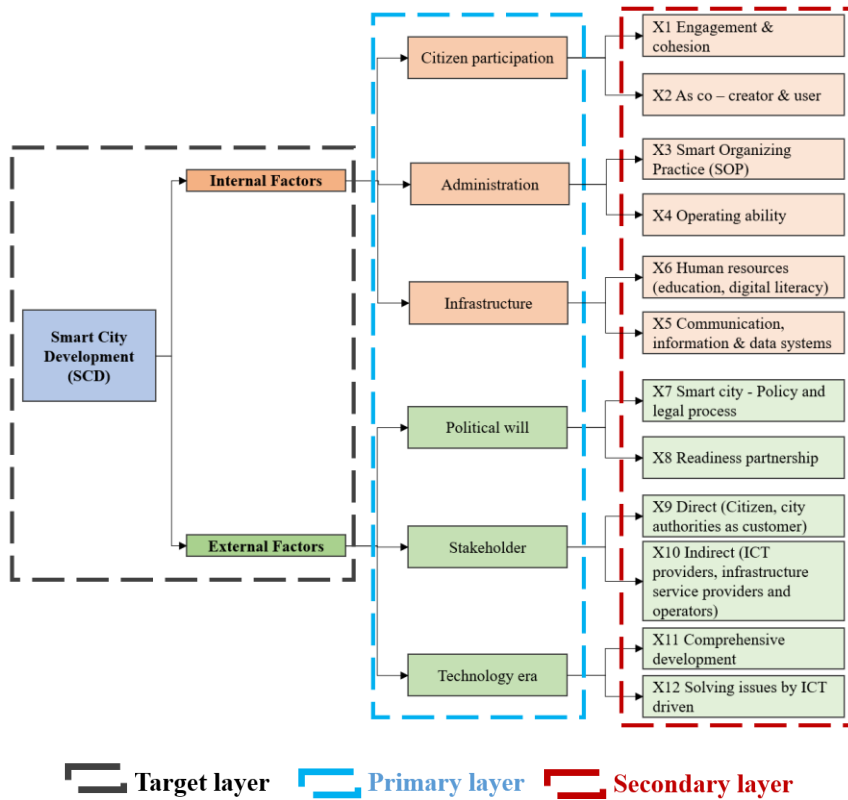 Smart City
Development
(SCD)
Internal Factors
External Factors
Citizen participation
Administration
Infrastructure
Political will
Stakeholder
Technology era
X1 Engagement &
cohesion
X2 As co – creator & user
X3 Smart Organizing
Practice (SOP)
X4 Operating ability
X6 Human resources
(education, digital literacy)
X5 Communication,
information & data systems
X7 Smart city - Policy and
legal process
X8 Readiness partnership
X9 Direct (Citizen, city
authorities as customer)
X10 Indirect (ICT
providers, infrastructure
service providers and
operators)
X11 Comprehensive
development
X12 Solving issues by ICT
driven
Target layer
Primary layer
Secondary layer